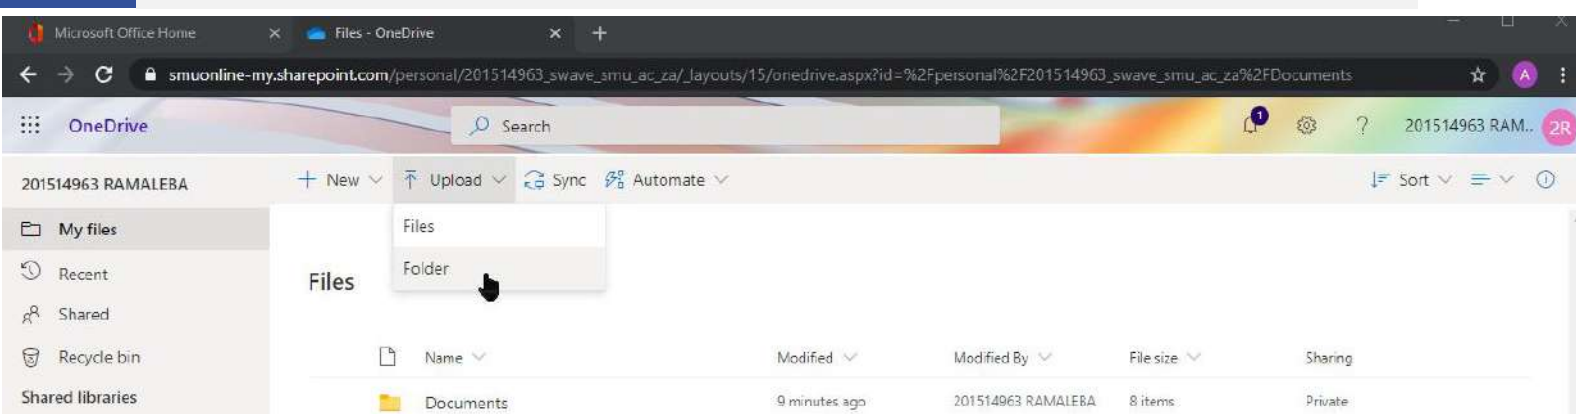 Microsoft Office Home × Files - OneDrive × +
smuonline-my.sharepoint.com/personal/201514963_swave_smu_ac_za/_layouts/15/onedrive.aspx?id=%2Fpersonal%2F201514963_swave_smu_ac_za%2FDocuments A
OneDrive Search 1 ? 201514963 RAM.. 2R
201514963 RAMALEBA + New Upload Sync Automate Sort
My files
Files
Recent
Folder
Files
Shared
Recycle bin
Name Modified Modified By File size Sharing
Shared libraries
Documents 9 minutes ago 201514963 RAMALEBA 8 items Private